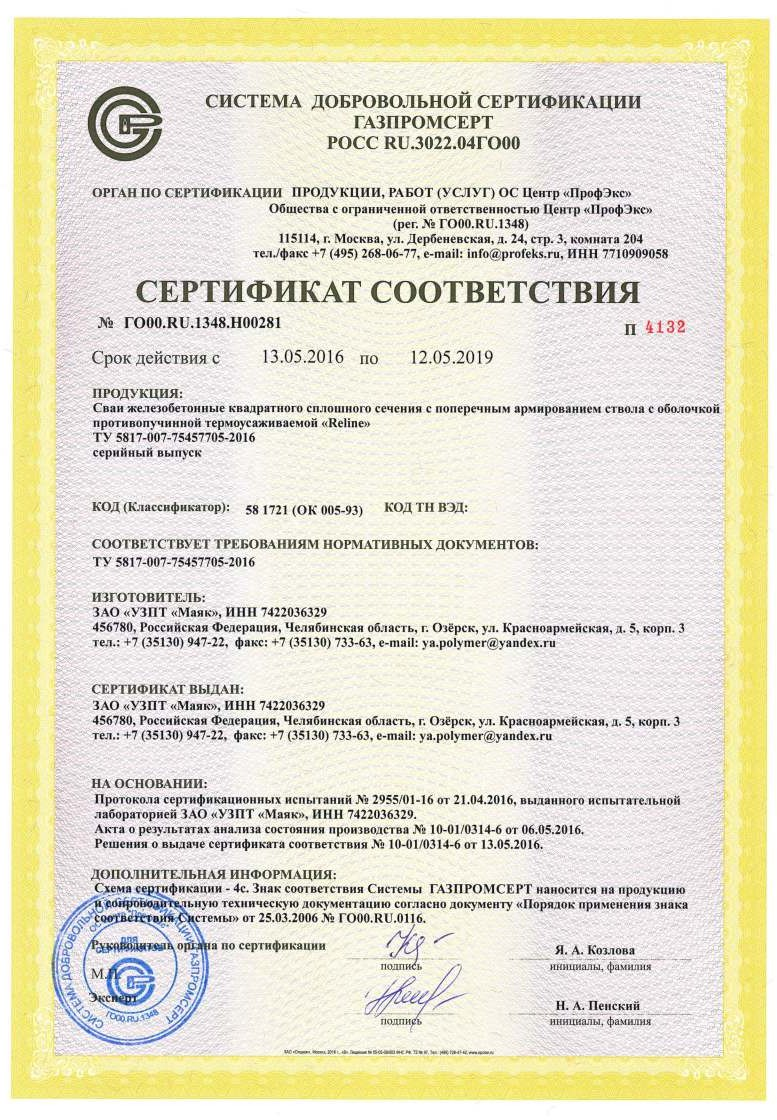 СИСТЕМА ДОБРОВОЛЬНОЙ СЕРТИФИКАЦИИ
ГАЗПРОМСЕРТ
РОСС RU.3022.04ГО00
ОРГАН ПО СЕРТИФИКАЦИИ ПРОДУКЦИИ, РАБОТ (УСЛУГ) ОС Центр «ПрофЭкс»
Общества с ограниченной ответственностью Центр «ПрофЭкс»
(рег. № ГО00.RU.1348)
115114, г. Москва, ул. Дербеневская, д. 24, стр. 3, комната 204
тел./факс +7 (495) 268-06-77, e-mail: info@profeks.ru, ИНН 7710909058
СЕРТИФИКАТ СООТВЕТСТВИЯ
№ ГО00.RU.1348.Н00281
П 4132
Срок действия с 13.05.2016 по 12.05.2019
ПРОДУКЦИЯ:
Сваи железобетонные квадратного сплошного сечения с поперечным армированием ствола с оболочкой
противопучинной термоусаживаемой «Reline»
ТУ 5817-007-75457705-2016
серийный выпуск
КОД (Классификатор): 58 1721 (ОК 005-93) КОД ТН ВЭД:
СООТВЕТСТВУЕТ ТРЕБОВАНИЯМ НОРМАТИВНЫХ ДОКУМЕНТОВ:
ТУ 5817-007-75457705-2016
ИЗГОТОВИТЕЛЬ:
ЗАО «УЗПТ «Маяк», ИНН 7422036329
456780, Российская Федерация, Челябинская область, г. Озёрск, ул. Красноармейская, д. 5, корп. 3
тел.: +7 (35130) 947-22, факс: +7 (35130) 733-63, e-mail: ya.polymer@yandex.ru
СЕРТИФИКАТ ВЫДАН:
ЗАО «УЗПТ «Маяк», ИНН 7422036329
456780, Российская Федерация, Челябинская область, г. Озёрск, ул. Красноармейская, д. 5, корп. 3
тел.: +7 (35130) 947-22, факс: +7 (35130) 733-63, e-mail: ya.polymer@yandex.ru
НА ОСНОВАНИИ:
Протокола сертификационных испытаний № 2955/01-16 от 21.04.2016, выданного испытательной
лабораторией ЗАО «УЗПТ «Маяк», ИНН 7422036329.
Акта о результатах анализа состояния производства № 10-01/0314-6 от 06.05.2016.
Решения о выдаче сертификата соответствия № 10-01/0314-6 от 13.05.2016.
ДОПОЛНИТЕЛЬНАЯ ИНФОРМАЦИЯ:
Схема сертификации - 4с. Знак соответствия Системы ГАЗПРОМСЕРТ наносится на продукцию
и сопроводительную техническую документацию согласно документу «Порядок применения знака
соответствия Системы» от 25.03.2006 № ГО00.RU.0116.
Руководитель органа по сертификации
подпись
Я. А. Козлова
инициалы, фамилия
М.П.
Эксперт
подпись
Н. А. Пенский
инициалы, фамилия
СИСТЕМА ДОБРОВОЛЬНОЙ СЕРТИФИКАЦИИ ГАЗПРОМСЕРТ
ДЛЯ
СЕРТИФИКАТОВ
ГО00.RU.1348